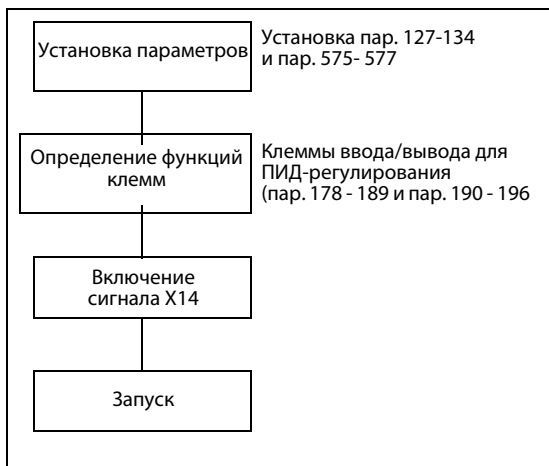 Установка параметров
Установка пар. 127-134
и пар. 575- 577
Определение функций
клемм
Клеммы ввода/вывода для
ПИД-регулирования
(пар. 178 - 189 и пар. 190 - 196
Включение
сигнала X14
Запуск